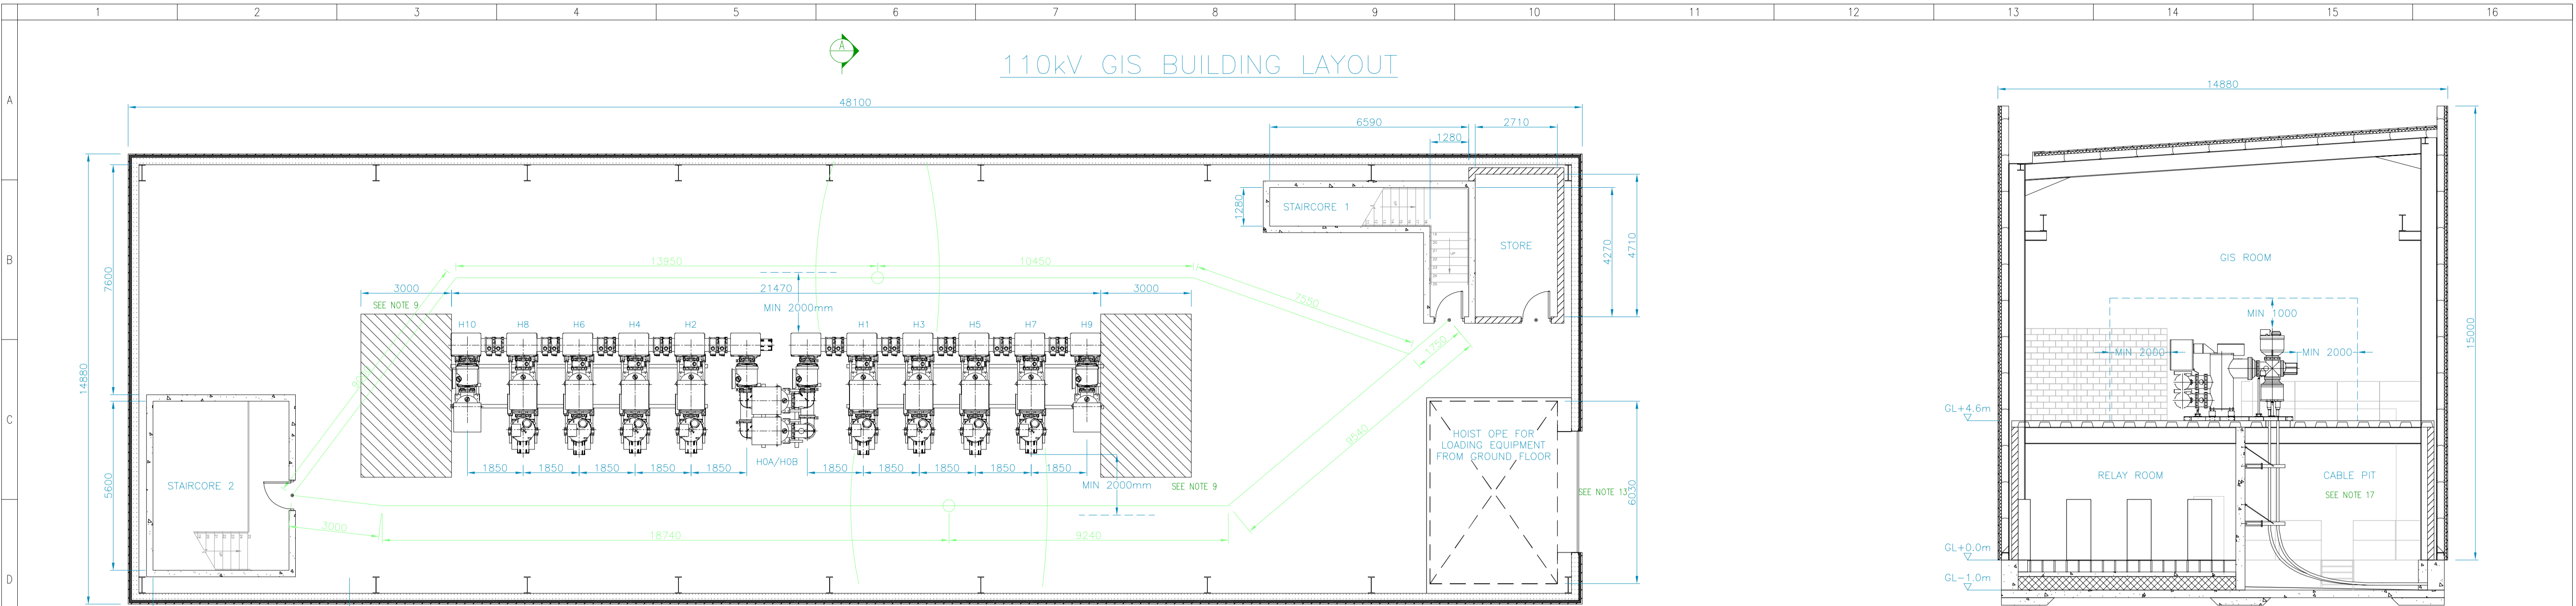 1 2 3 4 5 6 7 8 9 10 11 12 13 14 15 16
A
110kV GIS BUILDING LAYOUT
A
48100
14880
6590
2710
1280
1280
STAIRCORE 1
STORE
4270
4710
7600
B
13950
10450
7550
3000
21470
3000
SEE NOTE 9
MIN 2000mm
H10
H8
H6
H4
H2
H1
H3
H5
H7
H9
1750
14880
C
9540
HOIST OPE FOR
LOADING EQUIPMENT
FROM GROUND FLOOR
H0A/H0B
1850
1850
1850
1850
1850
1850
1850
1850
1850
1850
MIN 2000mm
SEE NOTE 9
SEE NOTE 13
6030
STAIRCORE 2
5600
3000
18740
9240
D
GIS ROOM
MIN 1000
MIN 2000
MIN 2000
15000
GL+4.6m
RELAY ROOM
CABLE PIT
SEE NOTE 17
GL+0.0m
GL-1.0m